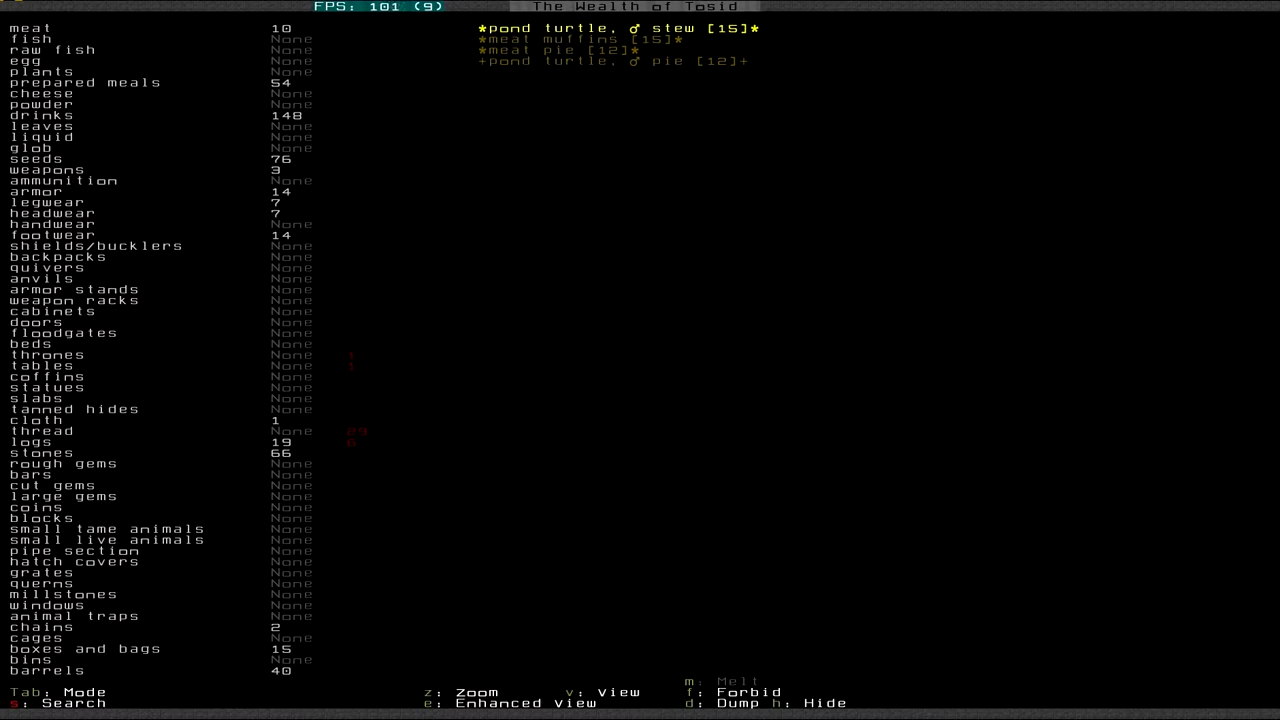 FPS: 101 (9) The Wealth of Tosid
meat 10 *pond turtle, ♂ stew [15]*
fish None *meat muffins [15]*
raw fish None *meat pie [12]*
egg None +pond turtle, ♂ pie [12]+
plants None
prepared meals 54
cheese None
powder None
drinks 148
leaves None
liquid None
glob None
seeds 76
weapons 3
ammunition None
armor 14
legwear 7
headwear 7
handwear None
footwear 14
shields/bucklers None
backpacks None
quivers None
anvils None
armor stands None
weapon racks None
cabinets None
doors None
floodgates None
beds None
thrones None 1
tables None 1
coffins None
statues None
slabs None
tanned hides None
cloth 1
thread None 29
logs 19 6
stones 66
rough gems None
bars None
cut gems None
large gems None
coins None
blocks None
small tame animals None
small live animals None
pipe section None
hatch covers None
grates None
querns None
millstones None
windows None
animal traps None
chains 2
cages None
boxes and bags 15
bins None
barrels 40
m: Melt
Tab: Mode z: Zoom v: View f: Forbid
s: Search e: Enhanced View d: Dump h: Hide